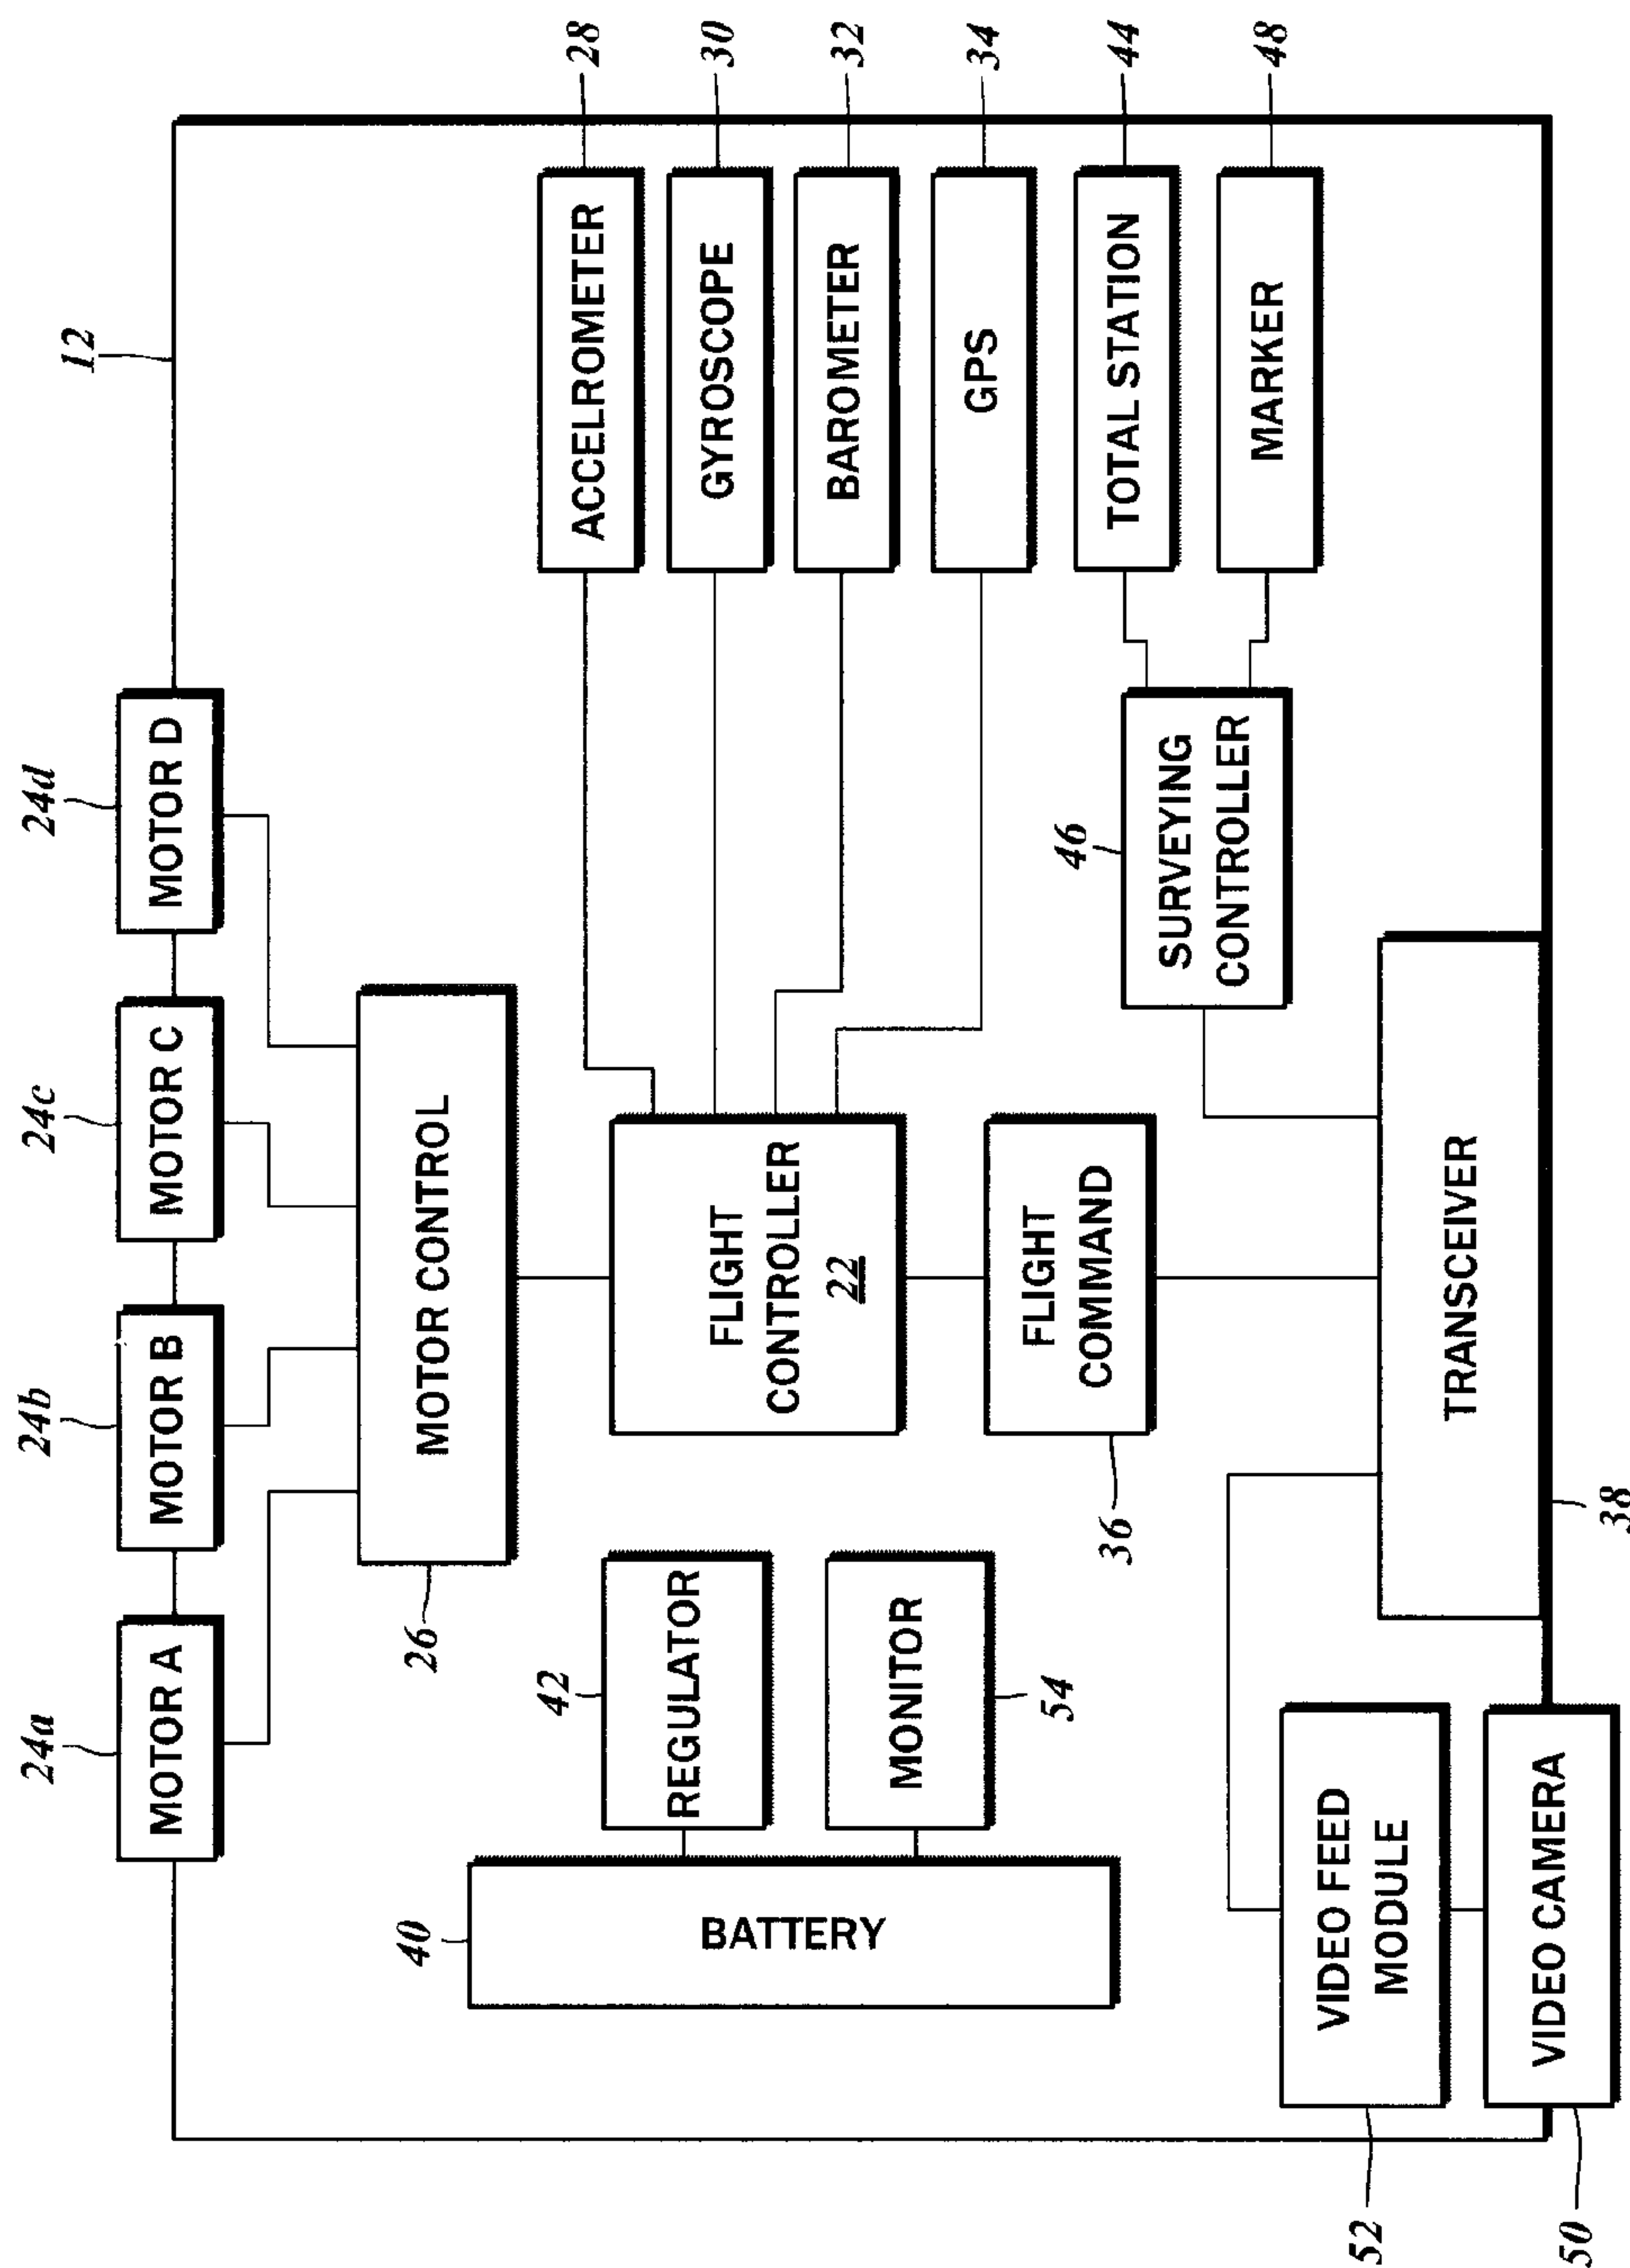 24a
24b
24c
24d
12
MOTOR A
MOTOR B
MOTOR C
MOTOR D
26
MOTOR CONTROL
40
BATTERY
42
REGULATOR
54
MONITOR
FLIGHT
CONTROLLER
22
36
FLIGHT
COMMAND
ACCELROMETER
28
GYROSCOPE
30
BAROMETER
32
GPS
34
TOTAL STATION
44
MARKER
48
46
SURVEYING
CONTROLLER
TRANSCEIVER
38
52
VIDEO FEED
MODULE
50
VIDEO CAMERA